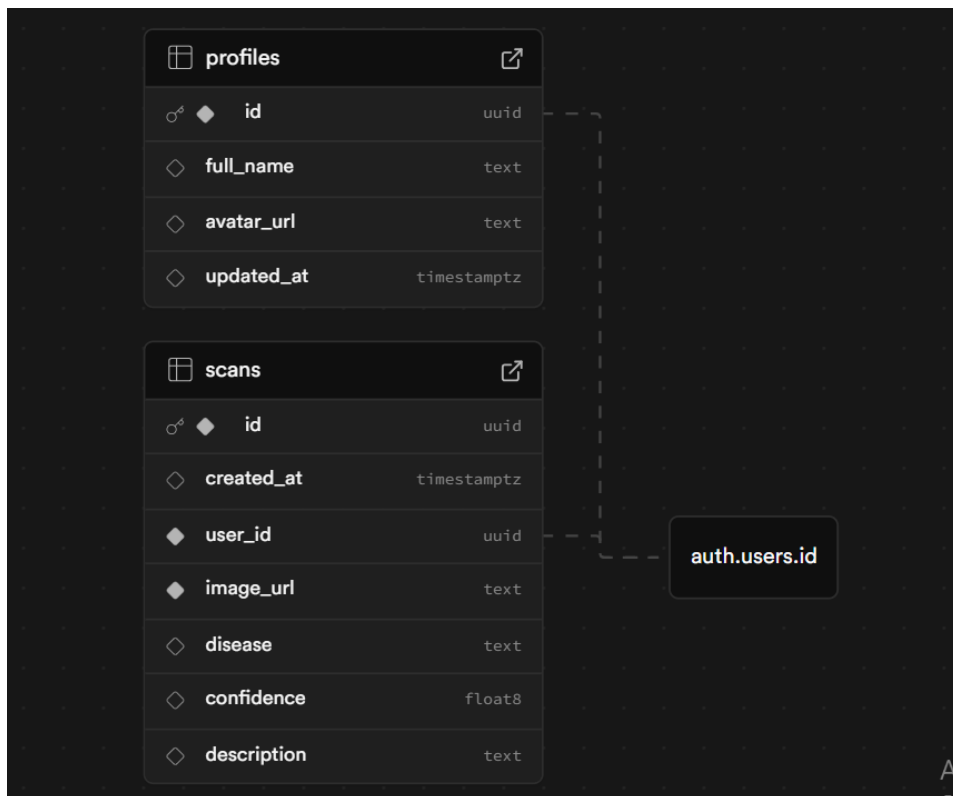 profiles
id uuid
full_name text
avatar_url text
updated_at timestamptz
scans
id uuid
created_at timestamptz
user_id uuid
image_url text
disease text
confidence float8
description text
auth.users.id